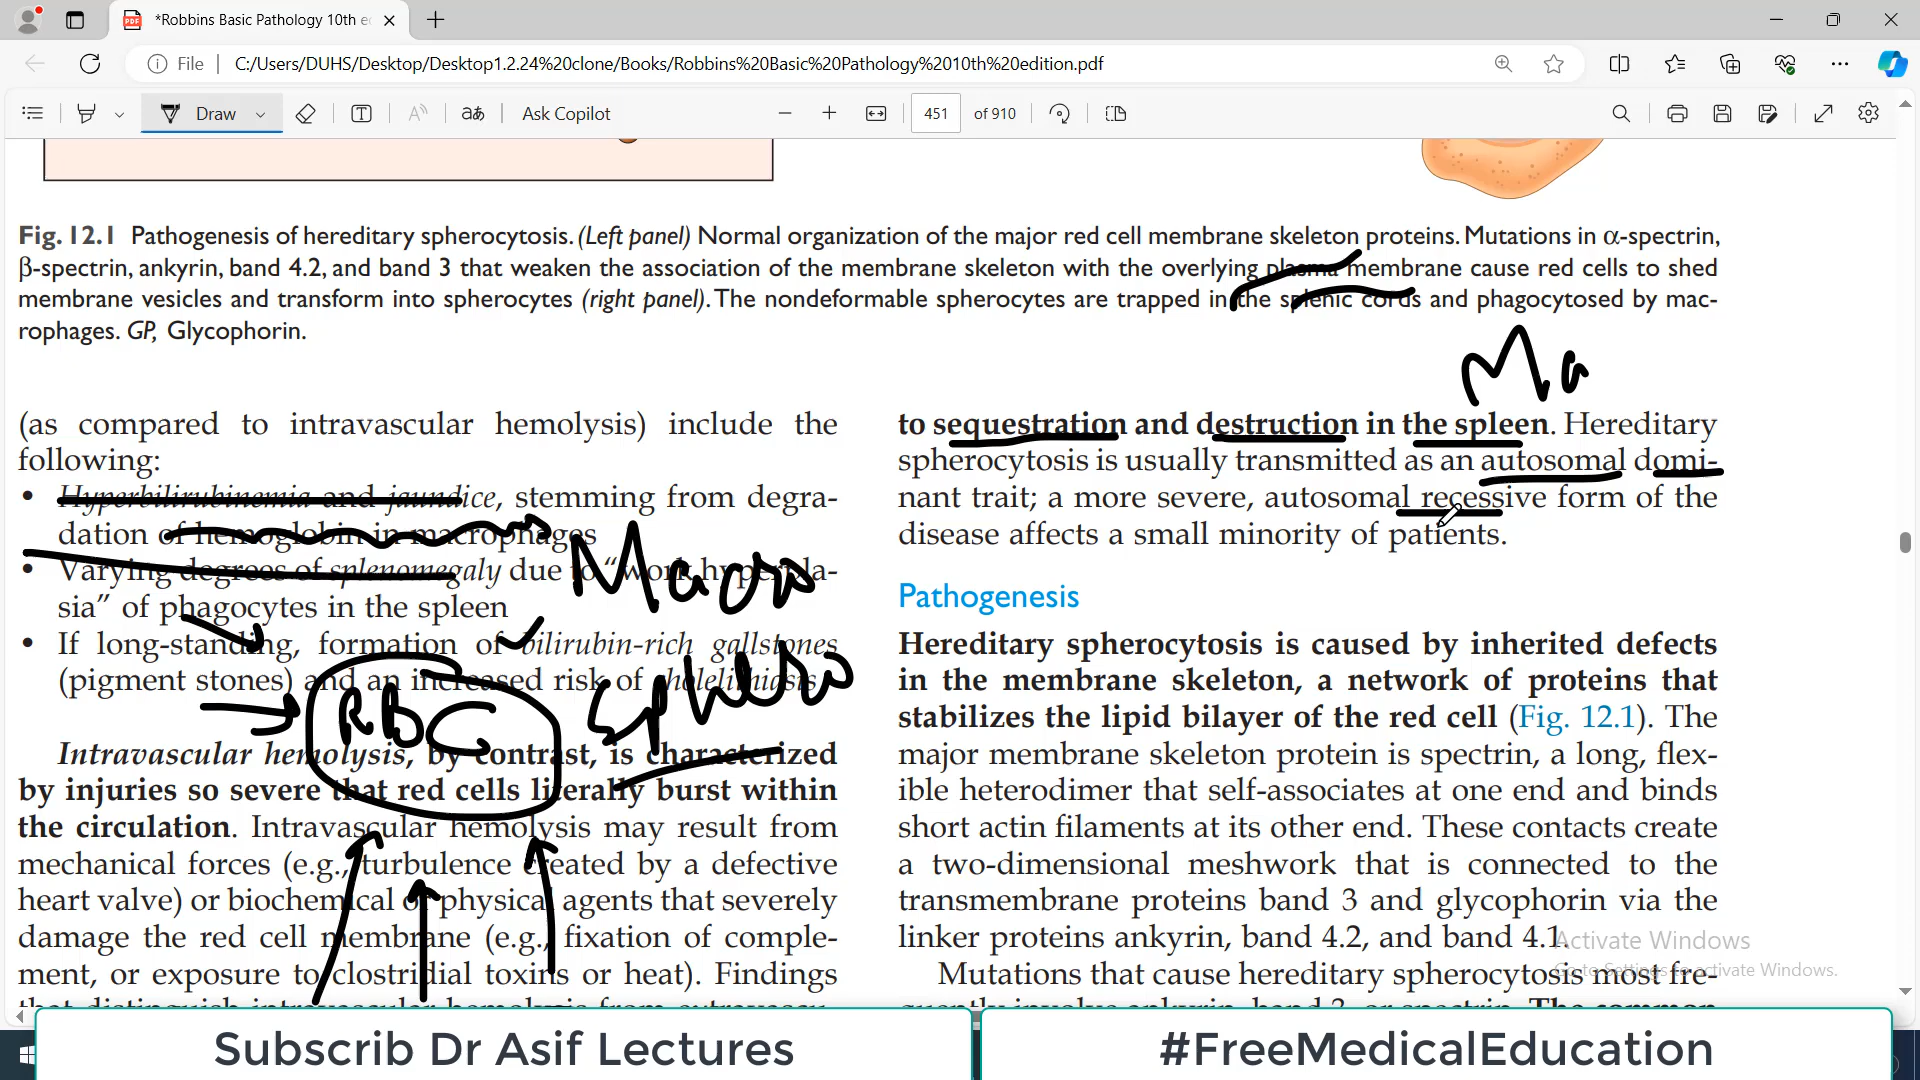 *Robbins Basic Pathology 10th e
File
C:/Users/DUHS/Desktop/Desktop1.2.24%20clone/Books/Robbins%20Basic%20Pathology%2010th%20edition.pdf
Draw
Ask Copilot
451 of 910
Fig. 12.1 Pathogenesis of hereditary spherocytosis. (Left panel) Normal organization of the major red cell membrane skeleton proteins. Mutations in α-spectrin,
β-spectrin, ankyrin, band 4.2, and band 3 that weaken the association of the membrane skeleton with the overlying plasma membrane cause red cells to shed
membrane vesicles and transform into spherocytes (right panel). The nondeformable spherocytes are trapped in the splenic cords and phagocytosed by mac-
rophages. GP, Glycophorin.
(as compared to intravascular hemolysis) include the
following:
• Hyperbilirubinemia and jaundice, stemming from degra-
dation of hemoglobin in macrophages
• Varying degrees of splenomegaly due to “work hyperpla-
sia” of phagocytes in the spleen
• If long-standing, formation of bilirubin-rich gallstones
(pigment stones) and an increased risk of cholelithiasis
Macro
RBC
Sphero
Intravascular hemolysis, by contrast, is characterized
by injuries so severe that red cells literally burst within
the circulation. Intravascular hemolysis may result from
mechanical forces (e.g., turbulence created by a defective
heart valve) or biochemical or physical agents that severely
damage the red cell membrane (e.g., fixation of comple-
ment, or exposure to clostridial toxins or heat). Findings
that distinguish intravascular hemolysis from extravascu-
Ma
to sequestration and destruction in the spleen. Hereditary
spherocytosis is usually transmitted as an autosomal domi-
nant trait; a more severe, autosomal recessive form of the
disease affects a small minority of patients.
Pathogenesis
Hereditary spherocytosis is caused by inherited defects
in the membrane skeleton, a network of proteins that
stabilizes the lipid bilayer of the red cell (Fig. 12.1). The
major membrane skeleton protein is spectrin, a long, flex-
ible heterodimer that self-associates at one end and binds
short actin filaments at its other end. These contacts create
a two-dimensional meshwork that is connected to the
transmembrane proteins band 3 and glycophorin via the
linker proteins ankyrin, band 4.2, and band 4.1.
Mutations that cause hereditary spherocytosis most fre-
quently involve ankyrin, band 3, or spectrin. The common
Activate Windows
Go to Settings to activate Windows.
Subscrib Dr Asif Lectures
#FreeMedicalEducation